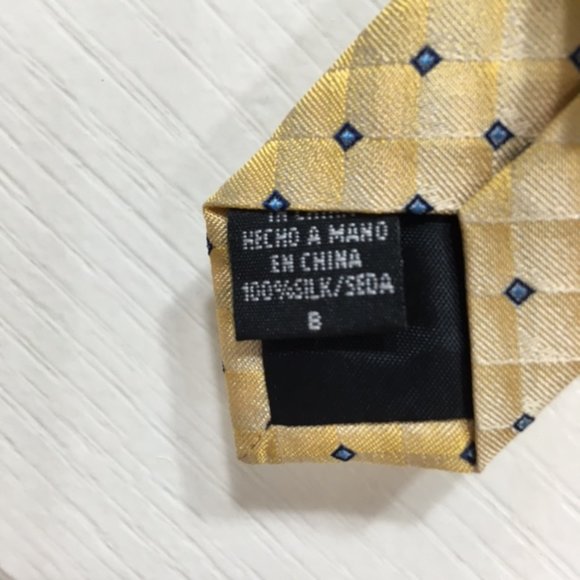 HECHO A MANO
EN CHINA
100%SILK/SEDA
B